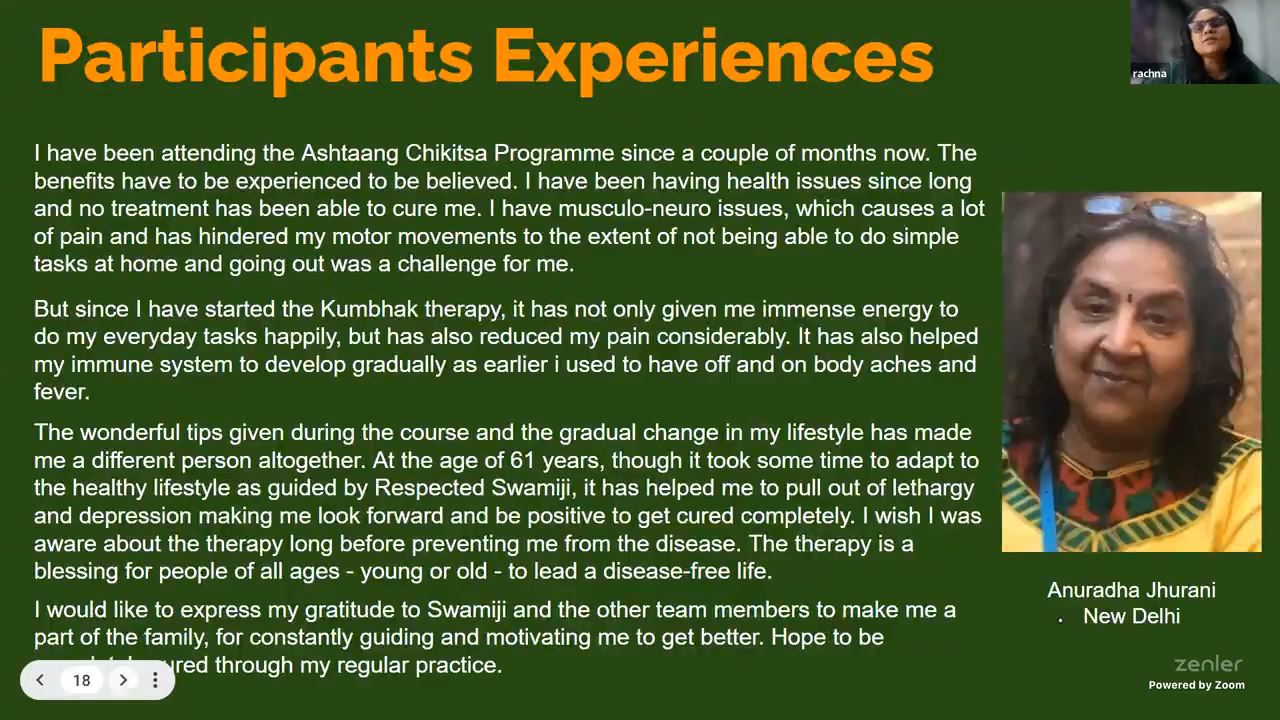 Participants Experiences
rachna
I have been attending the Ashtaang Chikitsa Programme since a couple of months now. The
benefits have to be experienced to be believed. I have been having health issues since long
and no treatment has been able to cure me. I have musculo-neuro issues, which causes a lot
of pain and has hindered my motor movements to the extent of not being able to do simple
tasks at home and going out was a challenge for me.
But since I have started the Kumbhak therapy, it has not only given me immense energy to
do my everyday tasks happily, but has also reduced my pain considerably. It has also helped
my immune system to develop gradually as earlier i used to have off and on body aches and
fever.
The wonderful tips given during the course and the gradual change in my lifestyle has made
me a different person altogether. At the age of 61 years, though it took some time to adapt to
the healthy lifestyle as guided by Respected Swamiji, it has helped me to pull out of lethargy
and depression making me look forward and be positive to get cured completely. I wish I was
aware about the therapy long before preventing me from the disease. The therapy is a
blessing for people of all ages - young or old - to lead a disease-free life.
I would like to express my gratitude to Swamiji and the other team members to make me a
part of the family, for constantly guiding and motivating me to get better. Hope to be
through my regular practice.
18
Anuradha Jhurani
New Delhi
zenler
Powered by Zoom